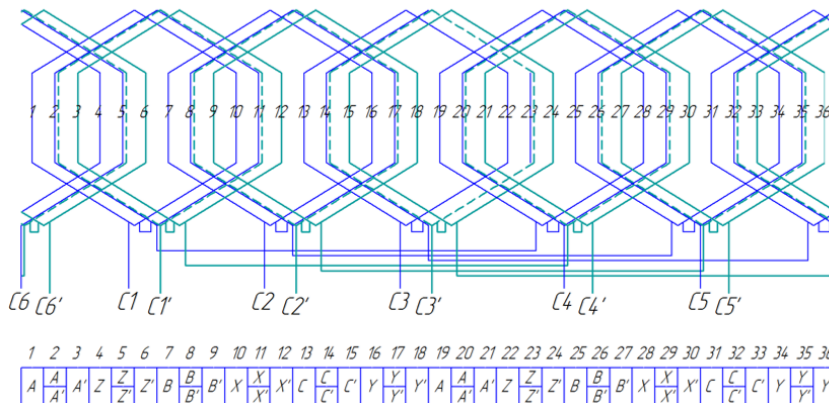 1 2 3 4 5 6 7 8 9 10 11 12 13 14 15 16 17 18 19 20 21 22 23 24 25 26 27 28 29 30 31 32 33 34 35 36
C6 C6' C1 C1' C2 C2' C3 C3' C4 C4' C5 C5'
1 2 3 4 5 6 7 8 9 10 11 12 13 14 15 16 17 18 19 20 21 22 23 24 25 26 27 28 29 30 31 32 33 34 35 36
A A A' Z Z Z' B B B' X X X' C C C' Y Y Y' A A A' Z Z Z' B B B' X X X' C C C' Y Y Y
A' Z' B' X' C' Y' A' Z' B' X' C' Y'